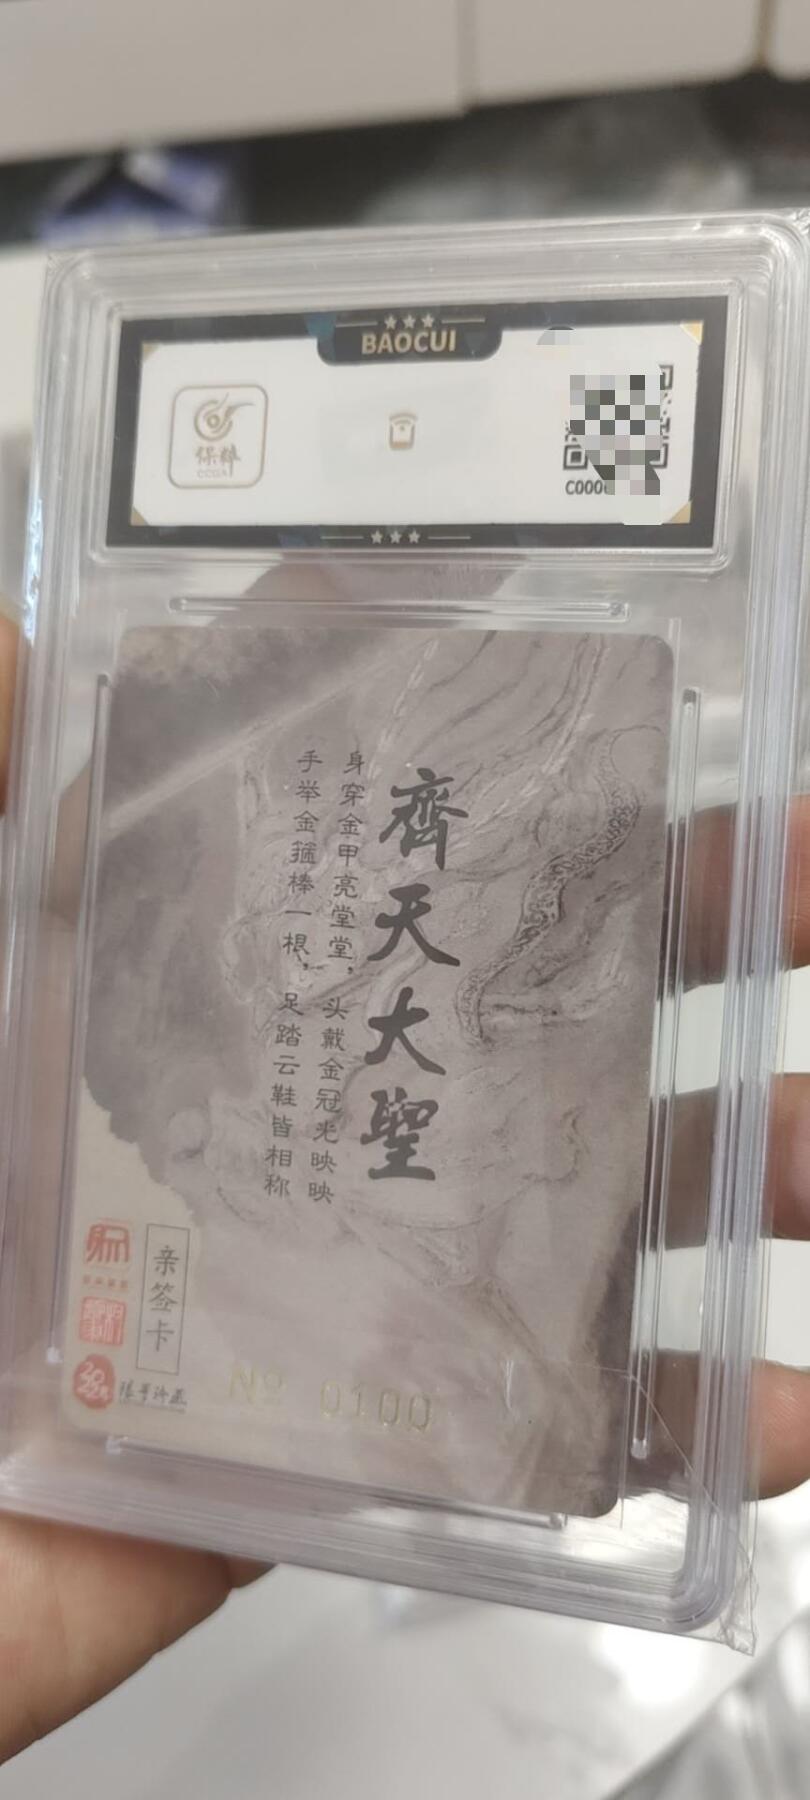 BAOCUI
保粹
CCGA
C000
齊天大聖
身穿金甲亮堂堂，头戴金冠光映映
手举金箍棒一根，足踏云鞋皆相称
亲签卡
Nº 0100